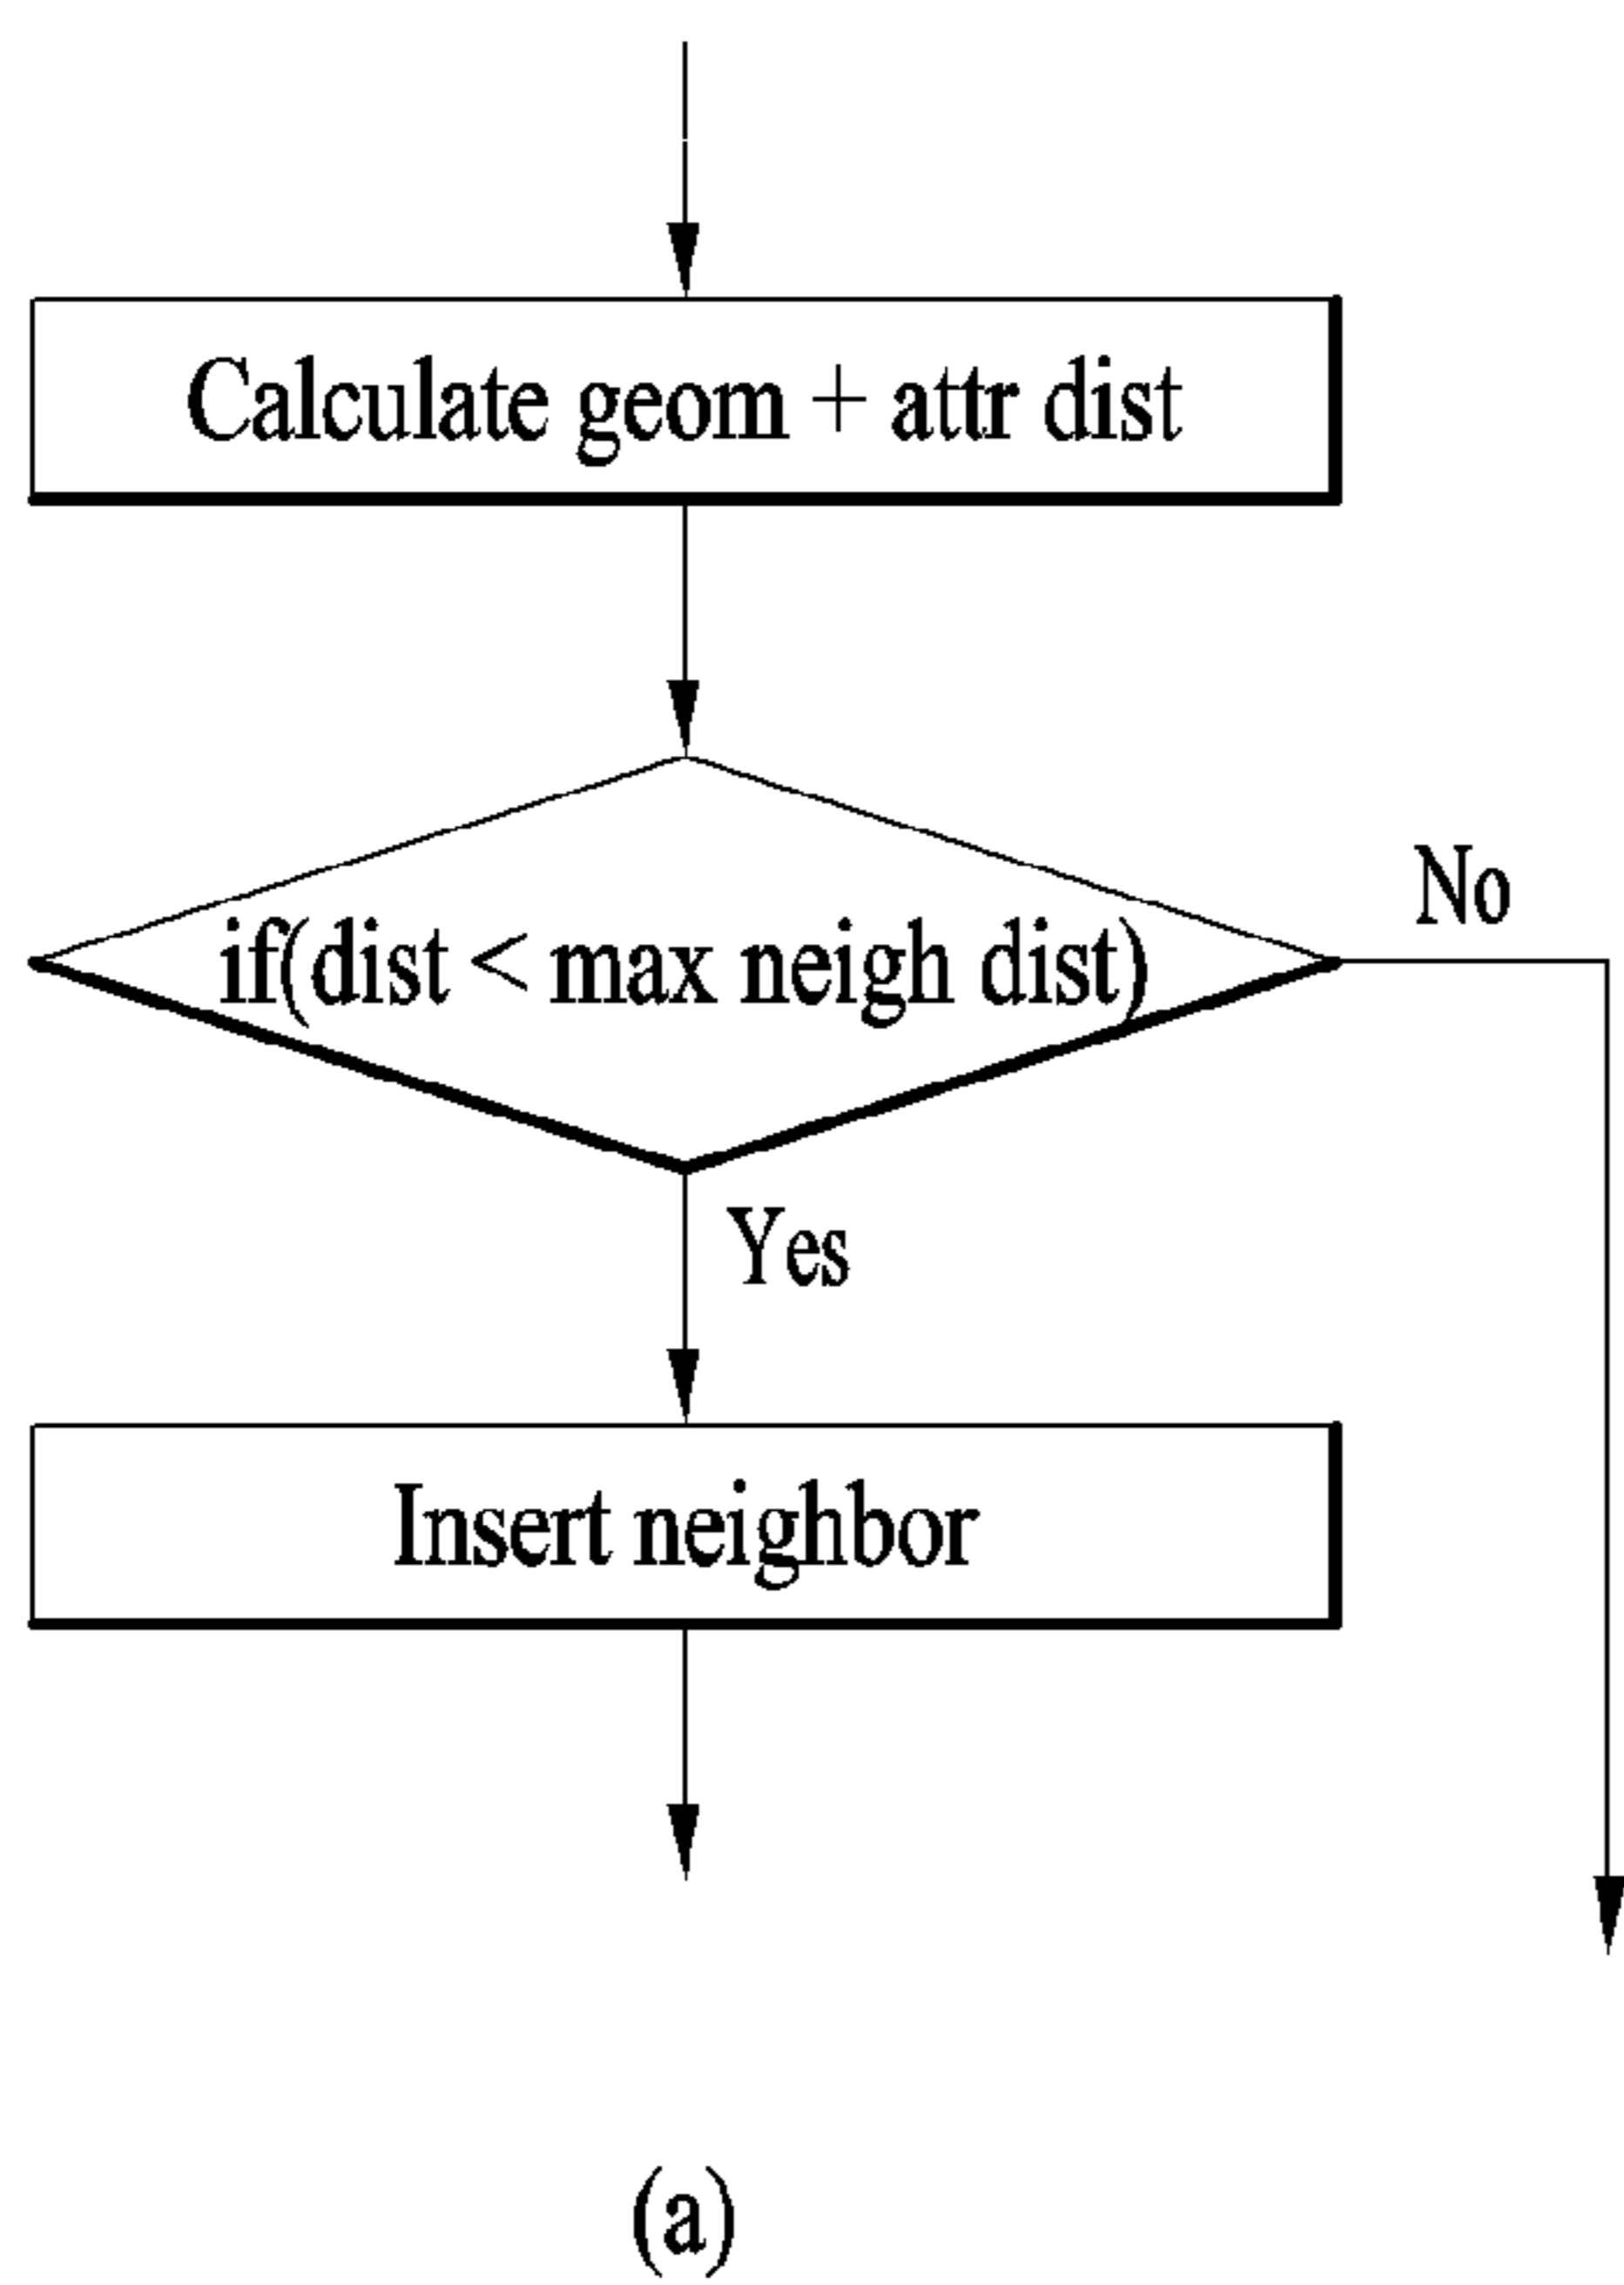 Calculate geom + attr dist
if(dist < max neigh dist)
No
Yes
Insert neighbor
(a)